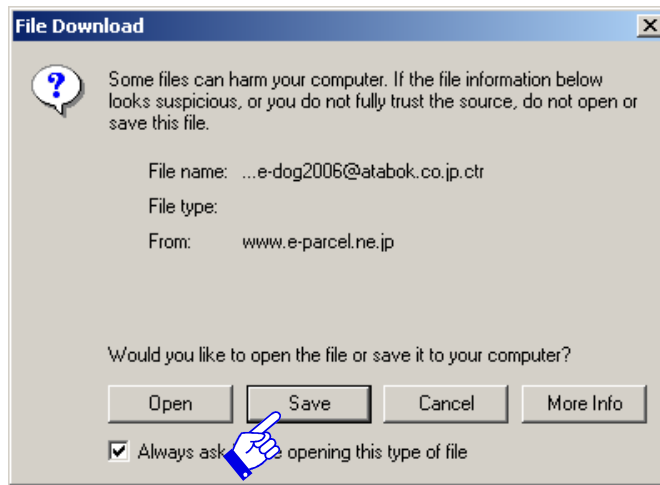 File Download
Some files can harm your computer. If the file information below
looks suspicious, or you do not fully trust the source, do not open or
save this file.
File name: ...e-dog2006@atabok.co.jp.ctr
File type:
From: www.e-parcel.ne.jp
Would you like to open the file or save it to your computer?
Open Save Cancel More Info
Always ask opening this type of file